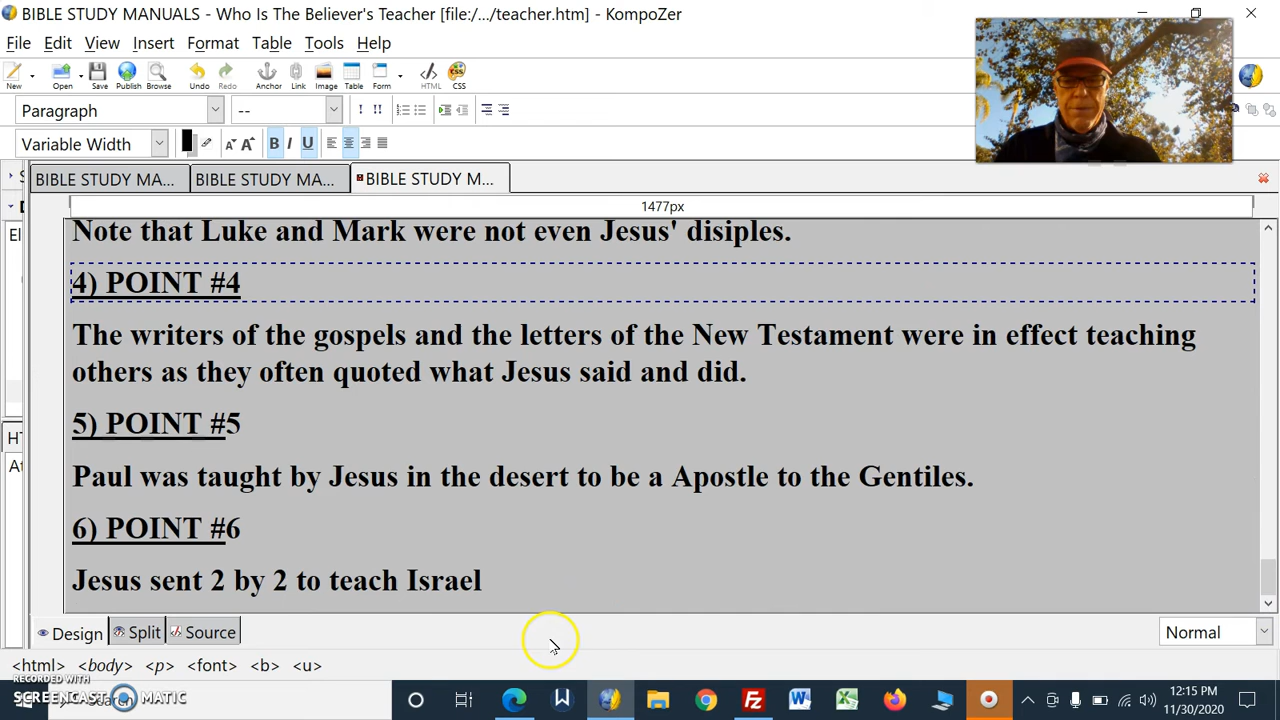 BIBLE STUDY MANUALS - Who Is The Believer's Teacher [file:/.../teacher.htm] - KompoZer
File Edit View Insert Format Table Tools Help
New Open Save Publish Browse Undo Redo Anchor Link Image Table Form HTML CSS
Paragraph --
Variable Width B I U
BIBLE STUDY MA... BIBLE STUDY MA... BIBLE STUDY M...
1477px
Note that Luke and Mark were not even Jesus' disiples.
4) POINT #4
The writers of the gospels and the letters of the New Testament were in effect teaching
others as they often quoted what Jesus said and did.
5) POINT #5
Paul was taught by Jesus in the desert to be a Apostle to the Gentiles.
6) POINT #6
Jesus sent 2 by 2 to teach Israel
Design Split Source Normal
<html> <body> <p> <font> <b> <u>
RECORDED WITH
SCREENCAST MATIC
12:15 PM
11/30/2020